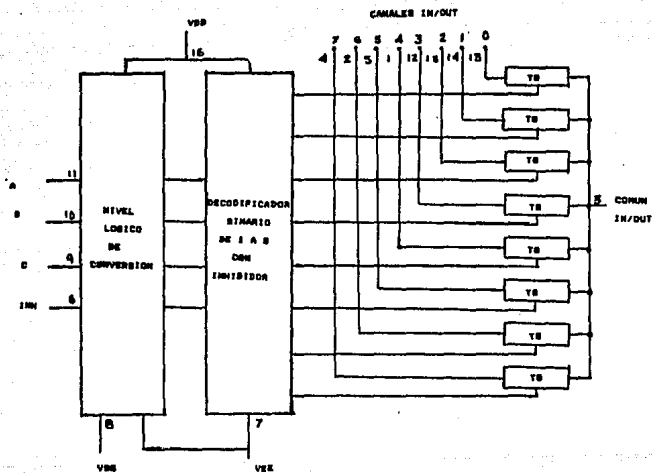 CANALES IN/OUT
7 6 5 4 3 2 1 0
4 2 5 1 12 15 14 13
VDD
16
TG
TG
TG
TG
TG
TG
TG
TG
3 COMUN
IN/OUT
A 11
B 10
C 9
INH 6
NIVEL
LOGICO
DE
CONVERSION
DECODIFICADOR
BINARIO
DE 1 A 8
CON
INHIBIDOR
8
7
VSS
VEE